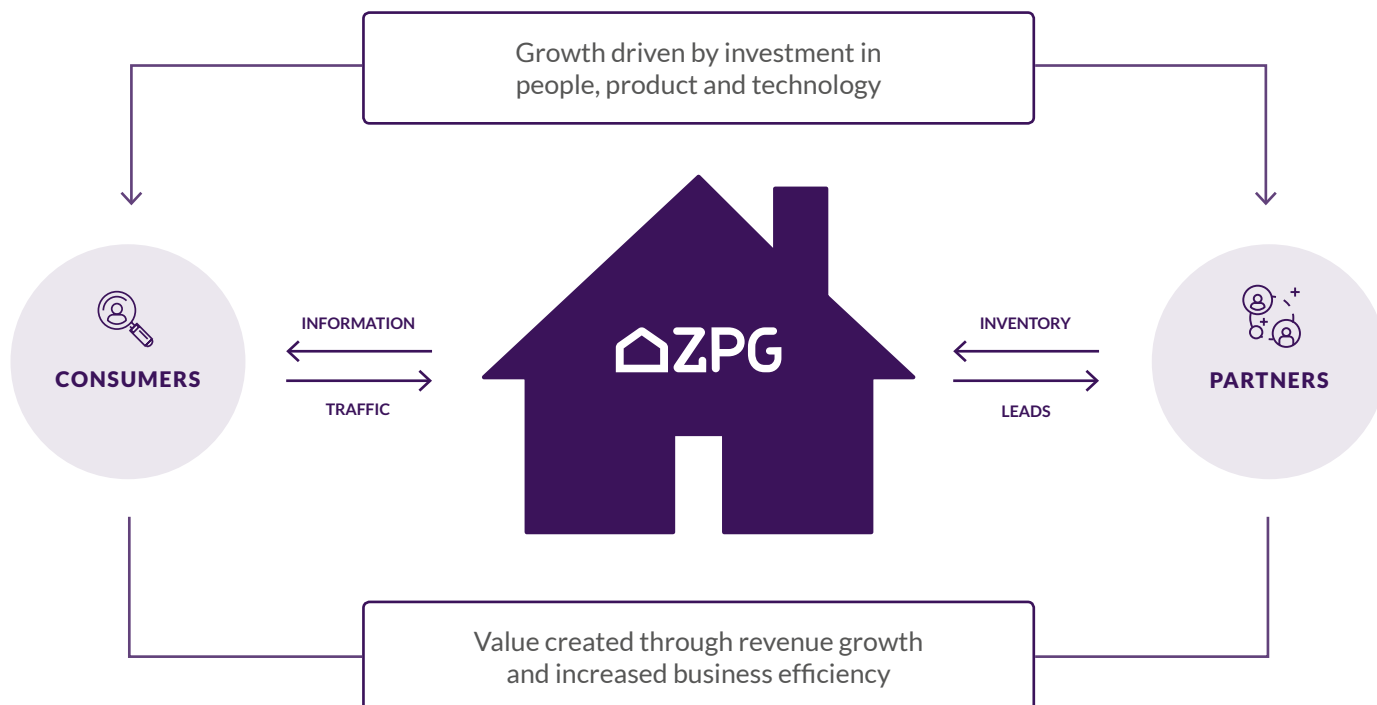 Growth driven by investment in
people, product and technology
INFORMATION
INVENTORY
ZPG
CONSUMERS
PARTNERS
TRAFFIC
LEADS
Value created through revenue growth
and increased business efficiency